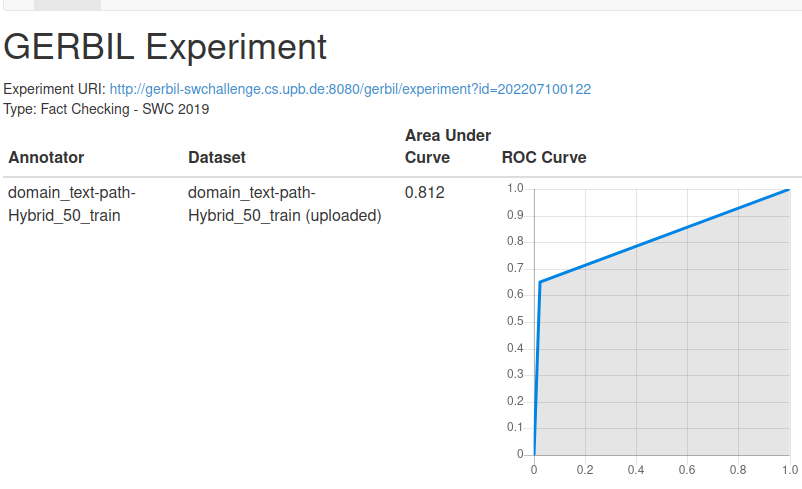 GERBIL Experiment
Experiment URI: http://gerbil-swchallenge.cs.upb.de:8080/gerbil/experiment?id=202207100122
Type: Fact Checking - SWC 2019
Annotator Dataset Area Under Curve ROC Curve
domain_text-path-Hybrid_50_train domain_text-path-Hybrid_50_train (uploaded) 0.812
1.0
0.9
0.8
0.7
0.6
0.5
0.4
0.3
0.2
0.1
0
0 0.2 0.4 0.6 0.8 1.0